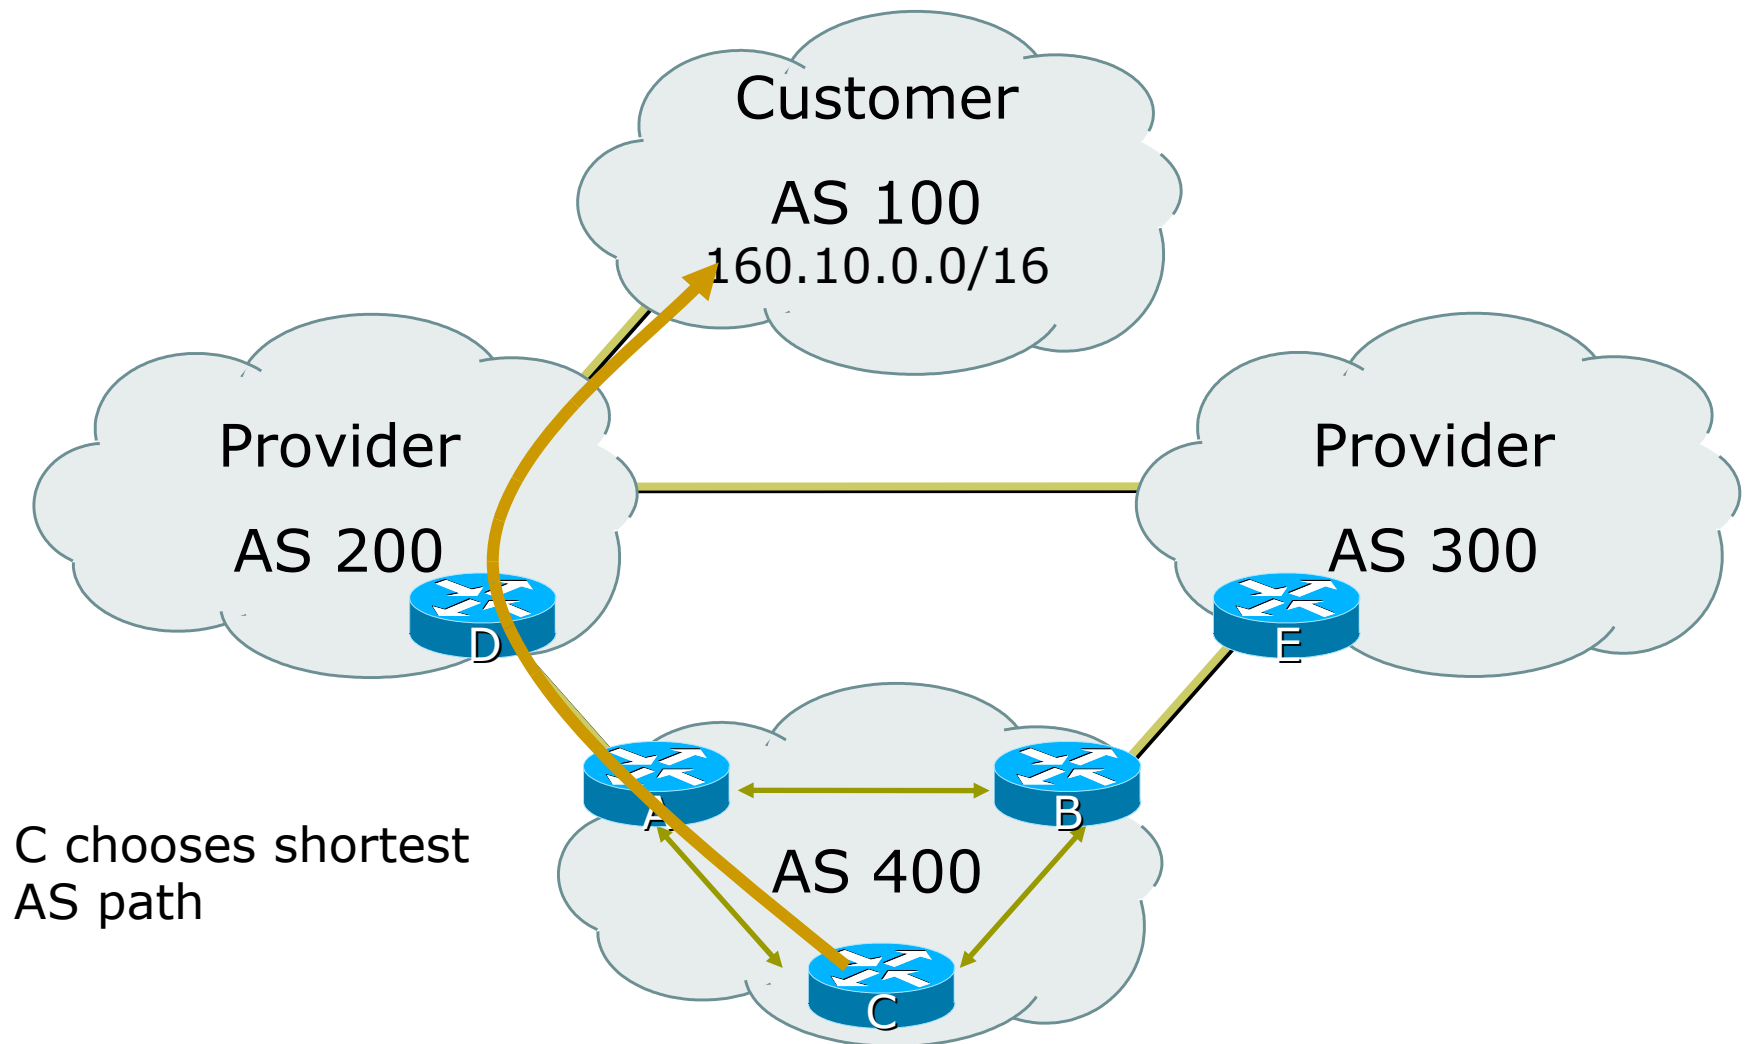 Customer
AS 100
160.10.0.0/16
Provider
AS 200
Provider
AS 300
D
E
A
B
C chooses shortest
AS path
AS 400
C